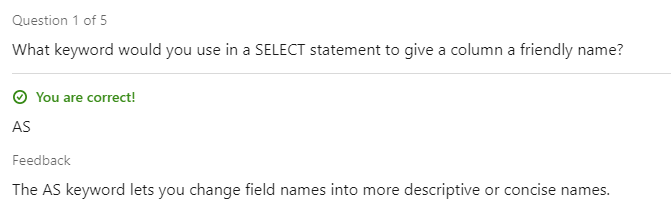 Question 1 of 5
What keyword would you use in a SELECT statement to give a column a friendly name?
You are correct!
AS
Feedback
The AS keyword lets you change field names into more descriptive or concise names.